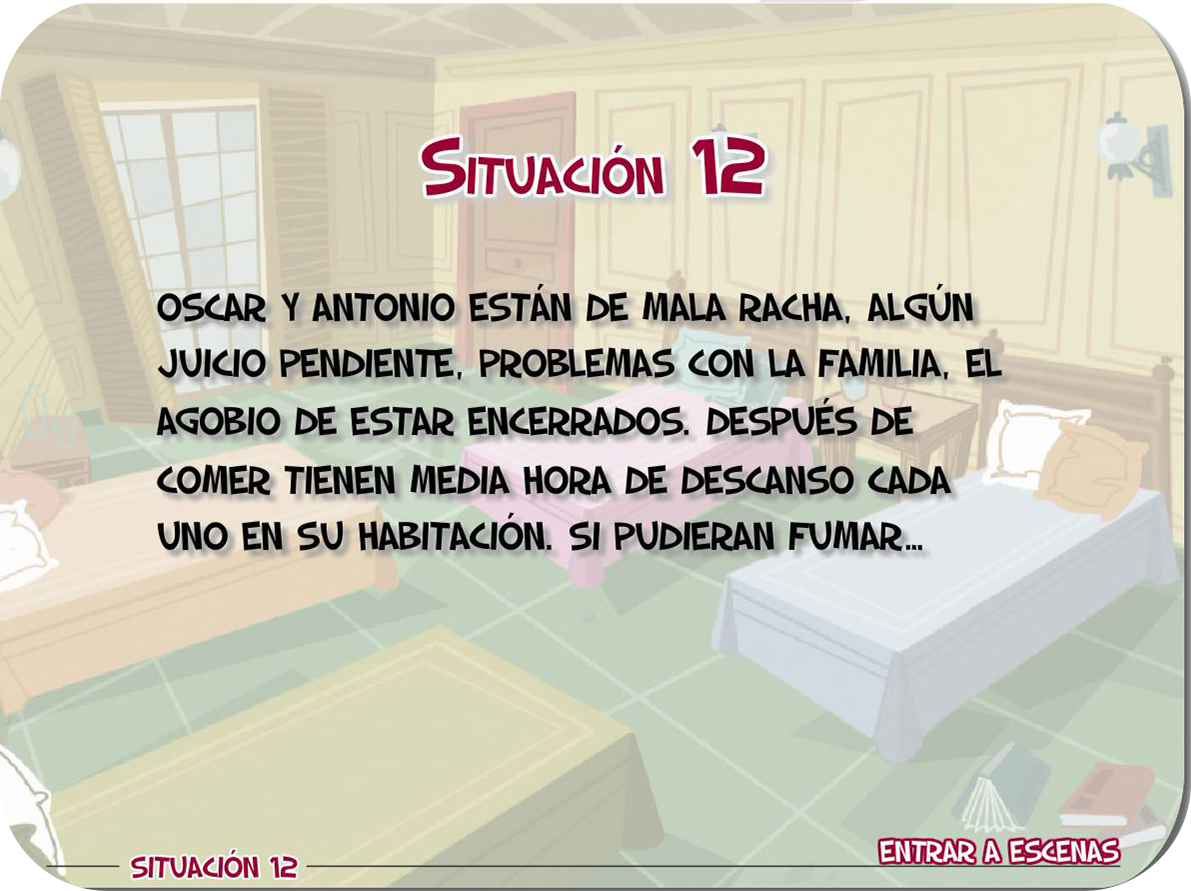 SITUACIÓN 12
OSCAR Y ANTONIO ESTÁN DE MALA RACHA, ALGÚN
JUICIO PENDIENTE, PROBLEMAS CON LA FAMILIA, EL
AGOBIO DE ESTAR ENCERRADOS. DESPUÉS DE
COMER TIENEN MEDIA HORA DE DESCANSO CADA
UNO EN SU HABITACIÓN. SI PUDIERAN FUMAR...
SITUACIÓN 12
ENTRAR A ESCENAS